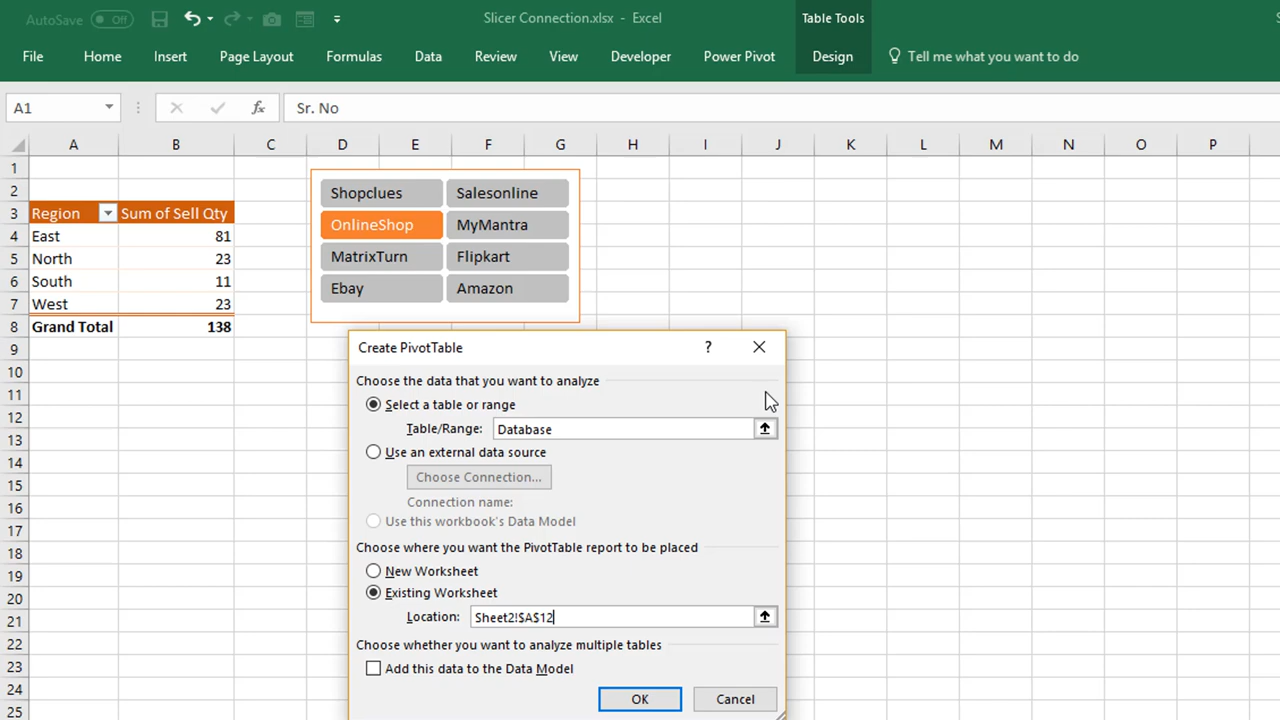 AutoSave Off Slicer Connection.xlsx - Excel Table Tools
File Home Insert Page Layout Formulas Data Review View Developer Power Pivot Design Tell me what you want to do
A1 fx Sr. No
A B C D E F G H I J K L M N O P
1
2
3 Region Sum of Sell Qty
4 East 81
5 North 23
6 South 11
7 West 23
8 Grand Total 138
9
10
11
12
13
14
15
16
17
18
19
20
21
22
23
24
25
Shopclues Salesonline
OnlineShop MyMantra
MatrixTurn Flipkart
Ebay Amazon
Create PivotTable ?
Choose the data that you want to analyze
Select a table or range
Table/Range: Database
Use an external data source
Choose Connection...
Connection name:
Use this workbook's Data Model
Choose where you want the PivotTable report to be placed
New Worksheet
Existing Worksheet
Location: Sheet2!$A$12
Choose whether you want to analyze multiple tables
Add this data to the Data Model
OK Cancel